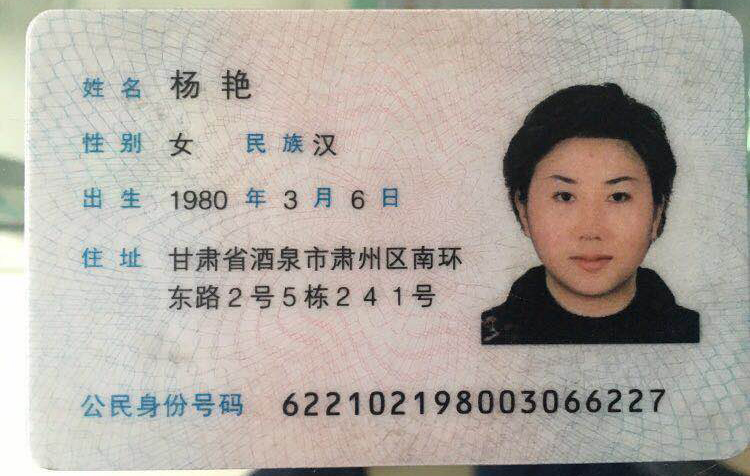 姓名 杨艳
性别 女 民族 汉
出生 1980 年 3 月 6 日
住址 甘肃省酒泉市肃州区南环
东路2号5栋241号
公民身份号码 622102198003066227